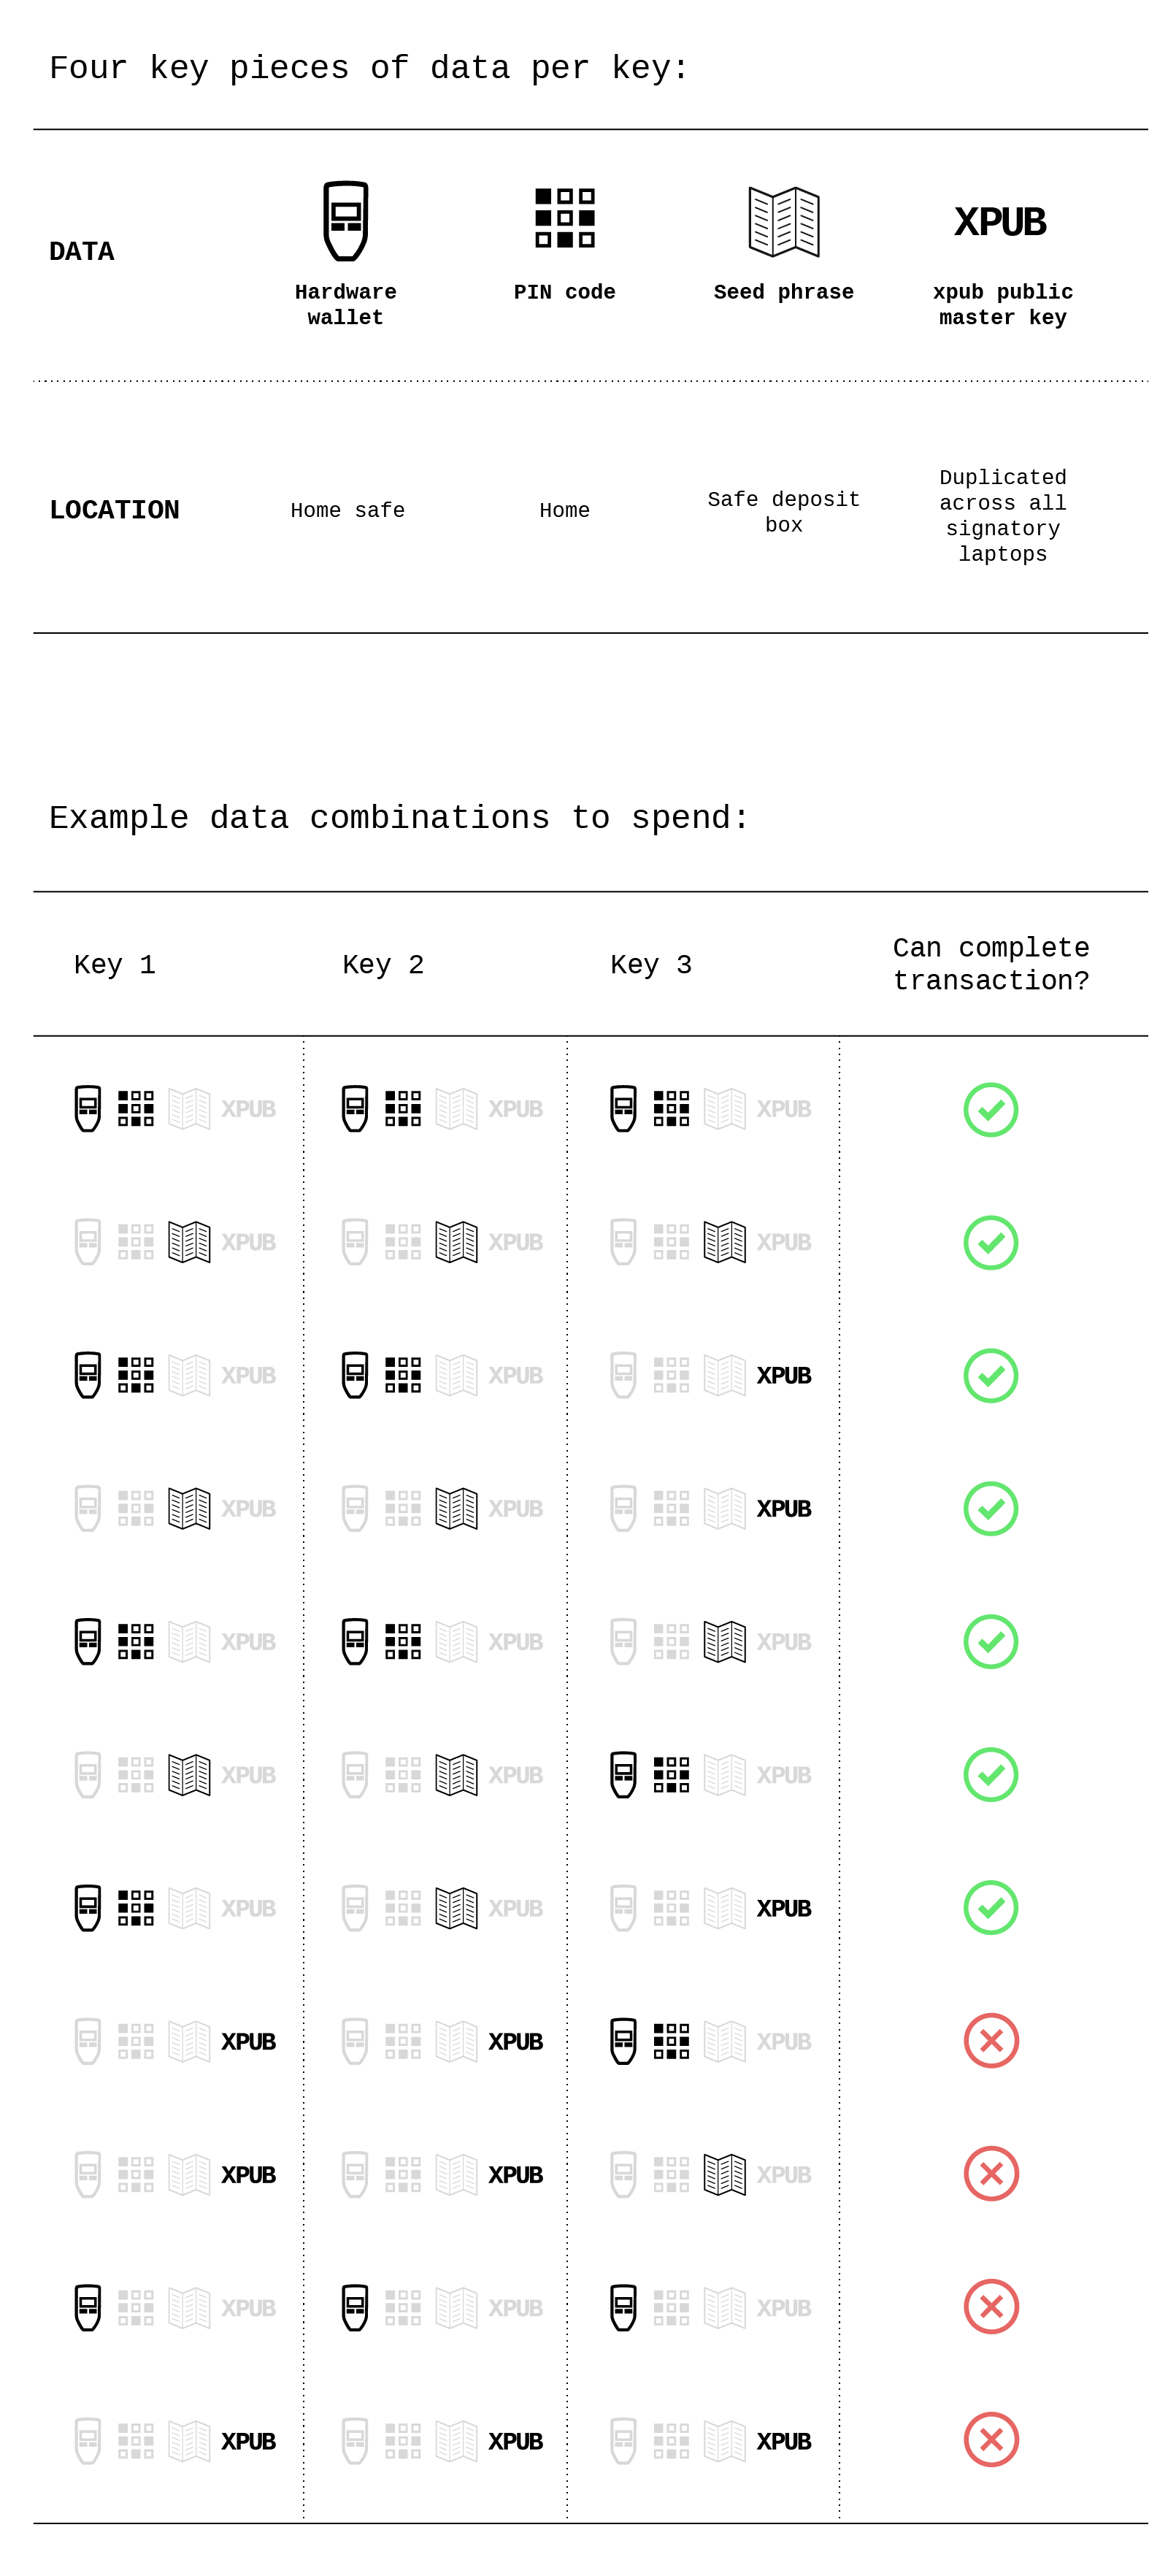 Four key pieces of data per key:
DATA
XPUB
Hardware
wallet
PIN code
Seed phrase
xpub public
master key
LOCATION
Home safe
Home
Safe deposit
box
Duplicated
across all
signatory
laptops
Example data combinations to spend:
Key 1
Key 2
Key 3
Can complete
transaction?
XPUB XPUB XPUB
XPUB XPUB XPUB
XPUB XPUB XPUB
XPUB XPUB XPUB
XPUB XPUB XPUB
XPUB XPUB XPUB
XPUB XPUB XPUB
XPUB XPUB XPUB
XPUB XPUB XPUB
XPUB XPUB XPUB
XPUB XPUB XPUB